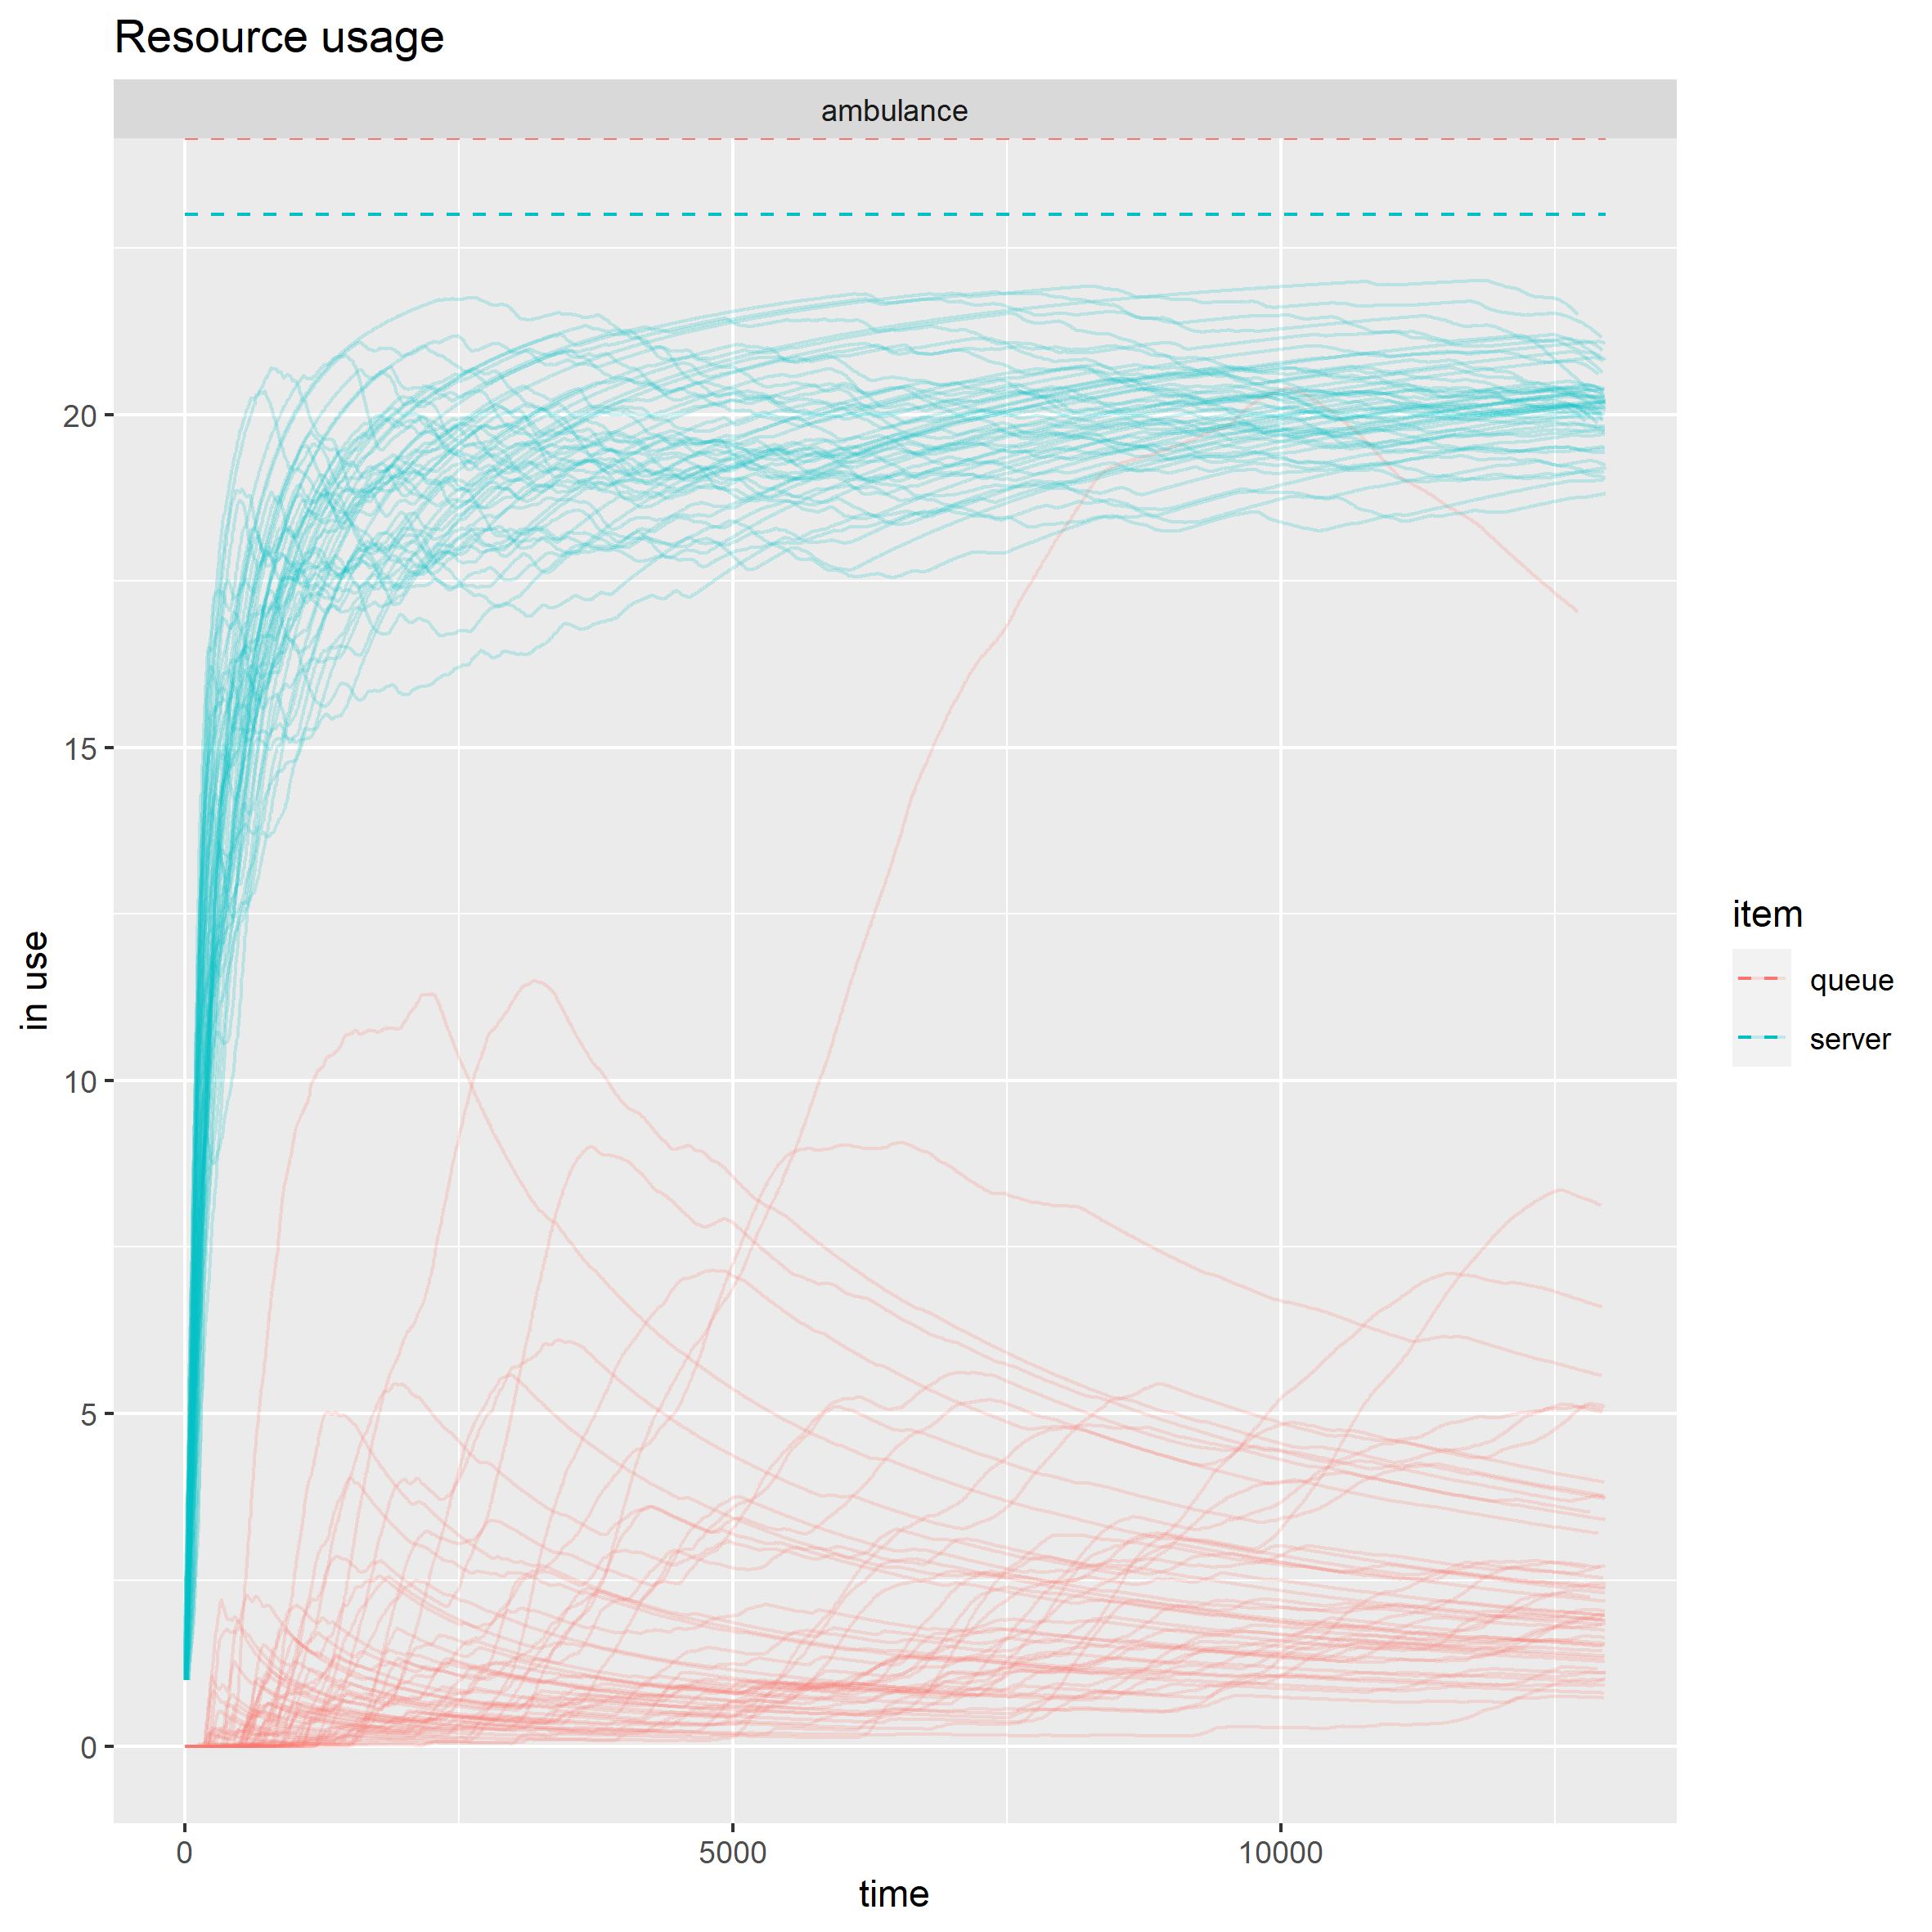 Resource usage
ambulance
20
15
10
5
0
in use
0 5000 10000
time
item
queue
server